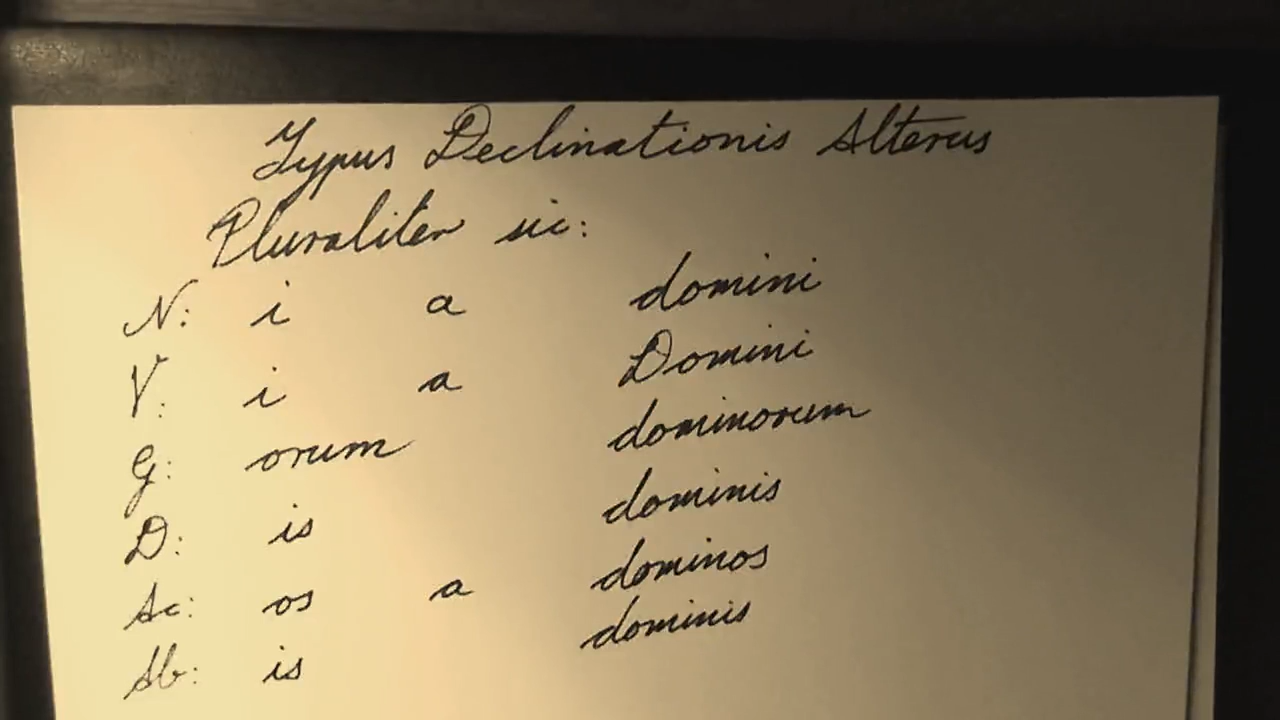 Typus Declinationis Alterus
Pluraliter sic:
N: i a domini
V: i a Domini
G: orum dominorum
D: is dominis
Ac: os a dominos
Ab: is dominis